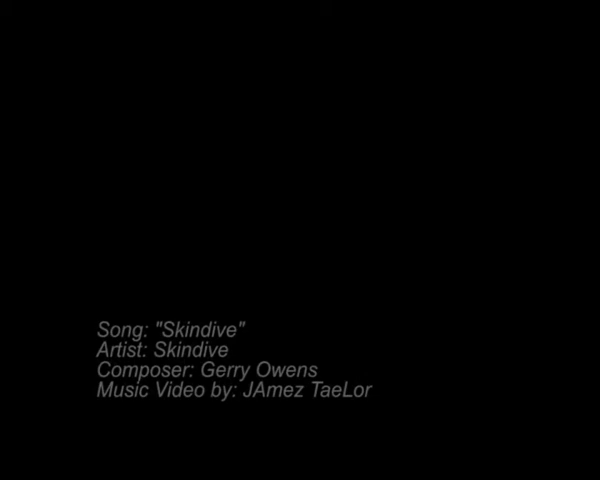 Song: "Skindive"
Artist: Skindive
Composer: Gerry Owens
Music Video by: JAmez TaeLor